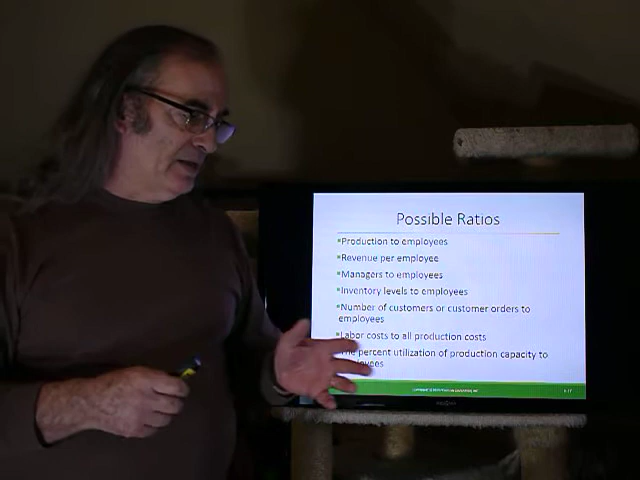 Possible Ratios
▪Production to employees
▪Revenue per employee
▪Managers to employees
▪Inventory levels to employees
▪Number of customers or customer orders to
employees
Labor costs to all production costs
percent utilization of production capacity to